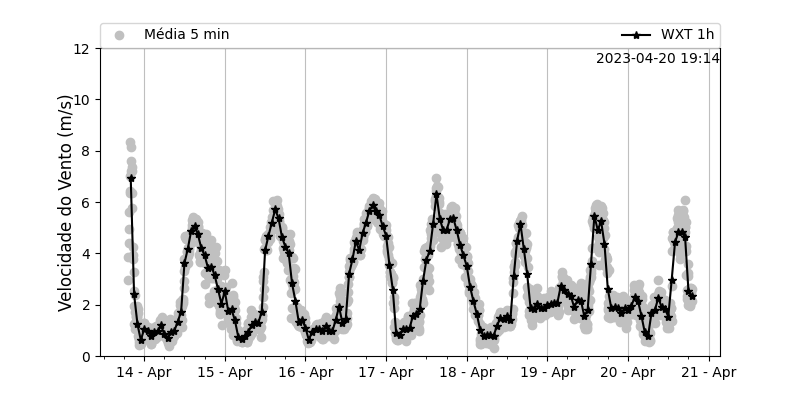 Média 5 min
WXT 1h
2023-04-20 19:14
Velocidade do Vento (m/s)
12
10
8
6
4
2
0
14 - Apr
15 - Apr
16 - Apr
17 - Apr
18 - Apr
19 - Apr
20 - Apr
21 - Apr